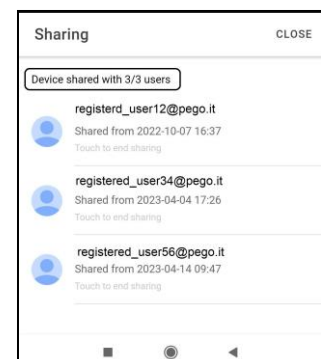 Sharing CLOSE
Device shared with 3/3 users
registerd_user12@pego.it
Shared from 2022-10-07 16:37
Touch to end sharing
registered_user34@pego.it
Shared from 2023-04-04 17:26
Touch to end sharing
registered_user56@pego.it
Shared from 2023-04-14 09:47
Touch to end sharing